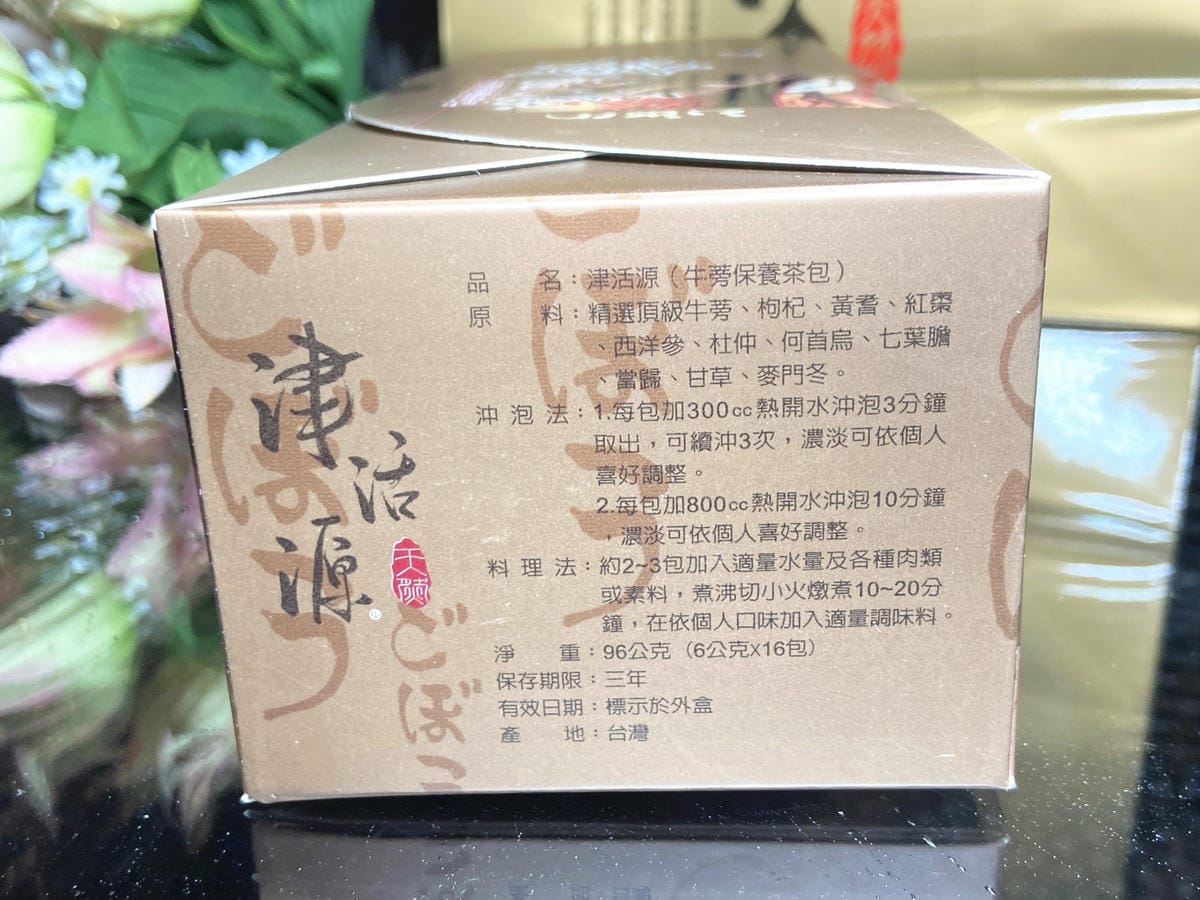 津活源
®
天韻
ごぼう
品名：津活源（牛蒡保養茶包）
原料：精選頂級牛蒡、枸杞、黃耆、紅棗
、西洋參、杜仲、何首烏、七葉膽
、當歸、甘草、麥門冬。
沖泡法：1.每包加300cc熱開水沖泡3分鐘
取出，可續沖3次，濃淡可依個人
喜好調整。
2.每包加800cc熱開水沖泡10分鐘
，濃淡可依個人喜好調整。
料理法：約2~3包加入適量水量及各種肉類
或素料，煮沸切小火燉煮10~20分
鐘，在依個人口味加入適量調味料。
淨重：96公克（6公克x16包）
保存期限：三年
有效日期：標示於外盒
產地：台灣